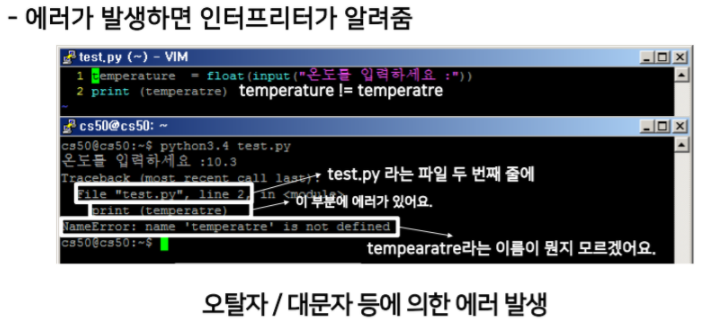 - 에러가 발생하면 인터프리터가 알려줌
test.py (~) - VIM
1 temperature = float(input("온도를 입력하세요 :"))
2 print (temperatre) temperature != temperatre
~
cs50@cs50: ~
cs50@cs50:~$ python3.4 test.py
온도를 입력하세요 :10.3
Traceback (most recent call last):
test.py 라는 파일 두 번째 줄에
File "test.py", line 2, in <module>
이 부분에 에러가 있어요.
print (temperatre)
NameError: name 'temperatre' is not defined
cs50@cs50:~$
tempearatre라는 이름이 뭔지 모르겠어요.
오탈자 / 대문자 등에 의한 에러 발생